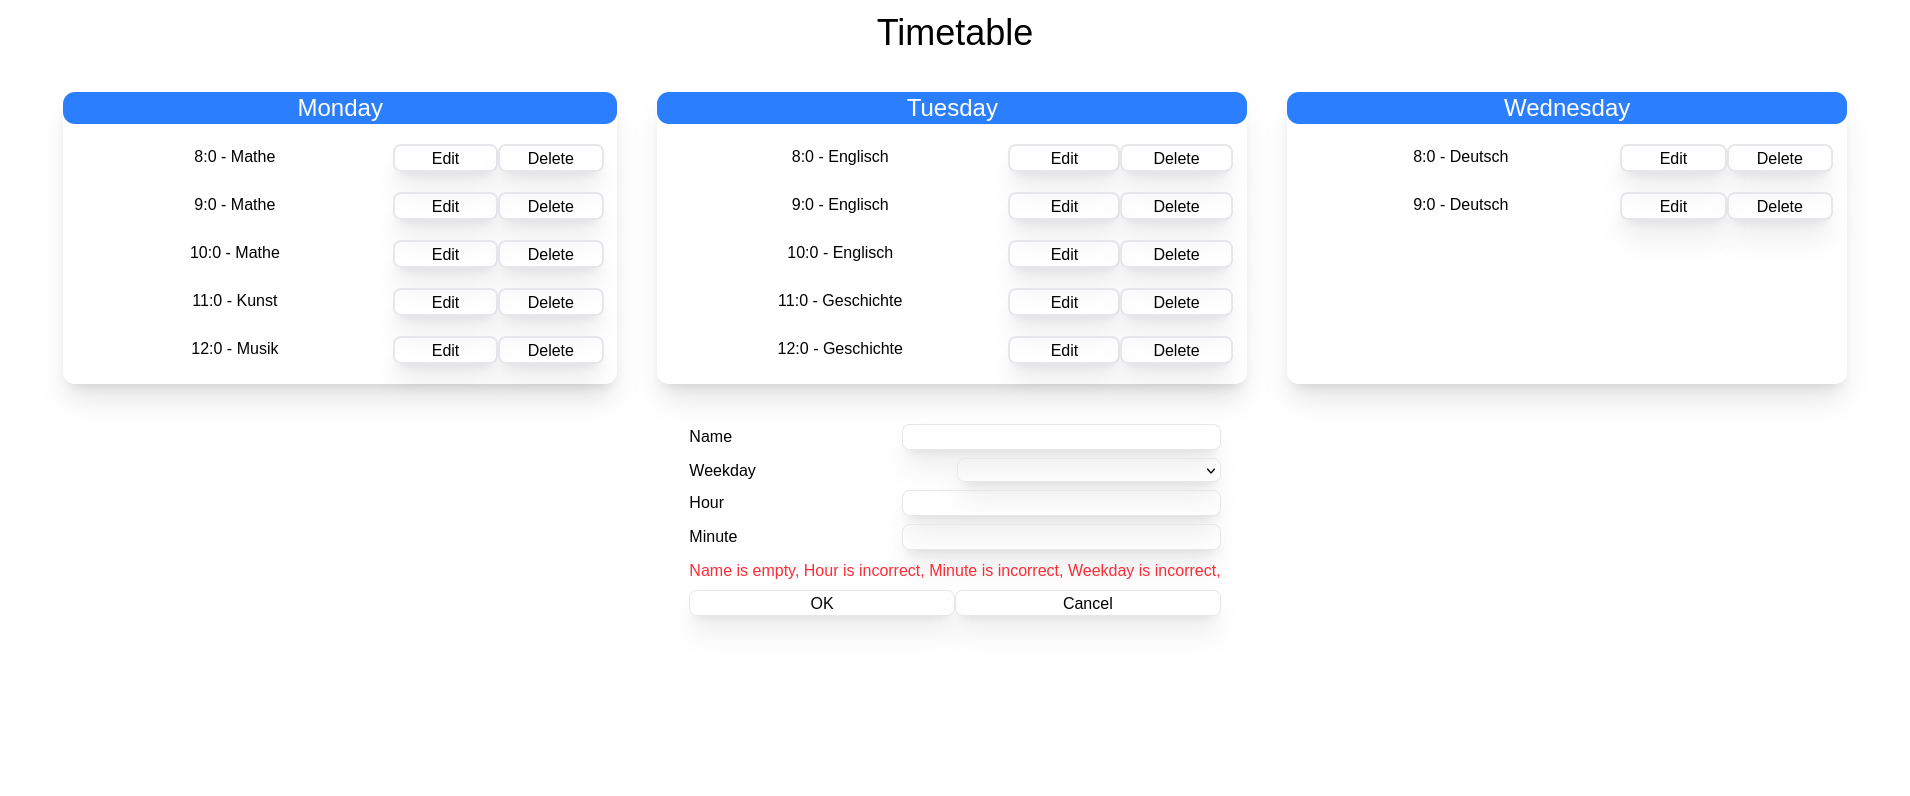 Timetable
Monday
8:0 - Mathe Edit Delete
9:0 - Mathe Edit Delete
10:0 - Mathe Edit Delete
11:0 - Kunst Edit Delete
12:0 - Musik Edit Delete
Tuesday
8:0 - Englisch Edit Delete
9:0 - Englisch Edit Delete
10:0 - Englisch Edit Delete
11:0 - Geschichte Edit Delete
12:0 - Geschichte Edit Delete
Wednesday
8:0 - Deutsch Edit Delete
9:0 - Deutsch Edit Delete
Name
Weekday
Hour
Minute
Name is empty, Hour is incorrect, Minute is incorrect, Weekday is incorrect,
OK Cancel